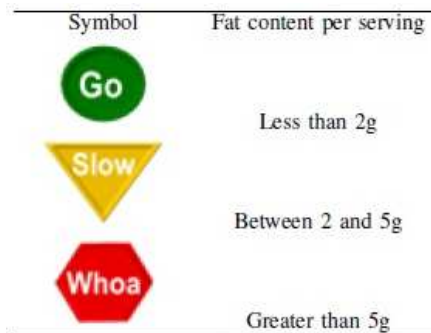 Symbol Fat content per serving
Go
Less than 2g
Slow
Between 2 and 5g
Whoa
Greater than 5g